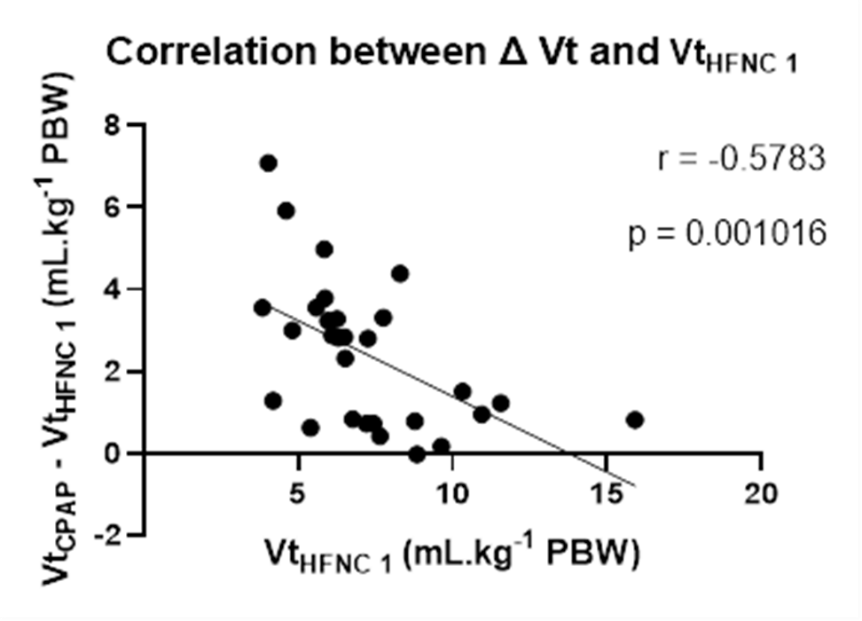 Correlation between Δ Vt and VtHFNC 1
r = -0.5783
p = 0.001016
VtCPAP - VtHFNC 1 (mL.kg-1 PBW)
8
6
4
2
0
-2
5 10 15 20
VtHFNC 1 (mL.kg-1 PBW)